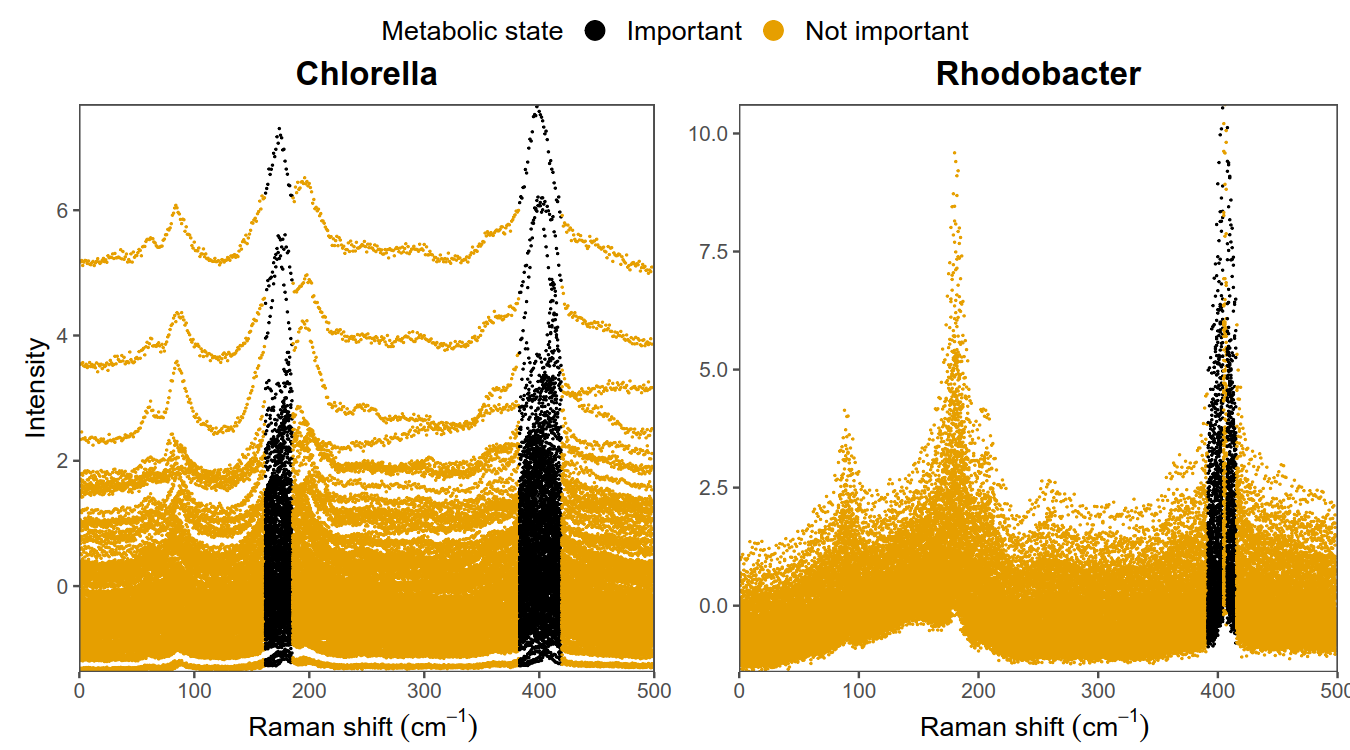 Metabolic state Important Not important
Chlorella Rhodobacter
Intensity
6
4
2
0
0 100 200 300 400 500
Raman shift (cm⁻¹)
10.0
7.5
5.0
2.5
0.0
0 100 200 300 400 500
Raman shift (cm⁻¹)